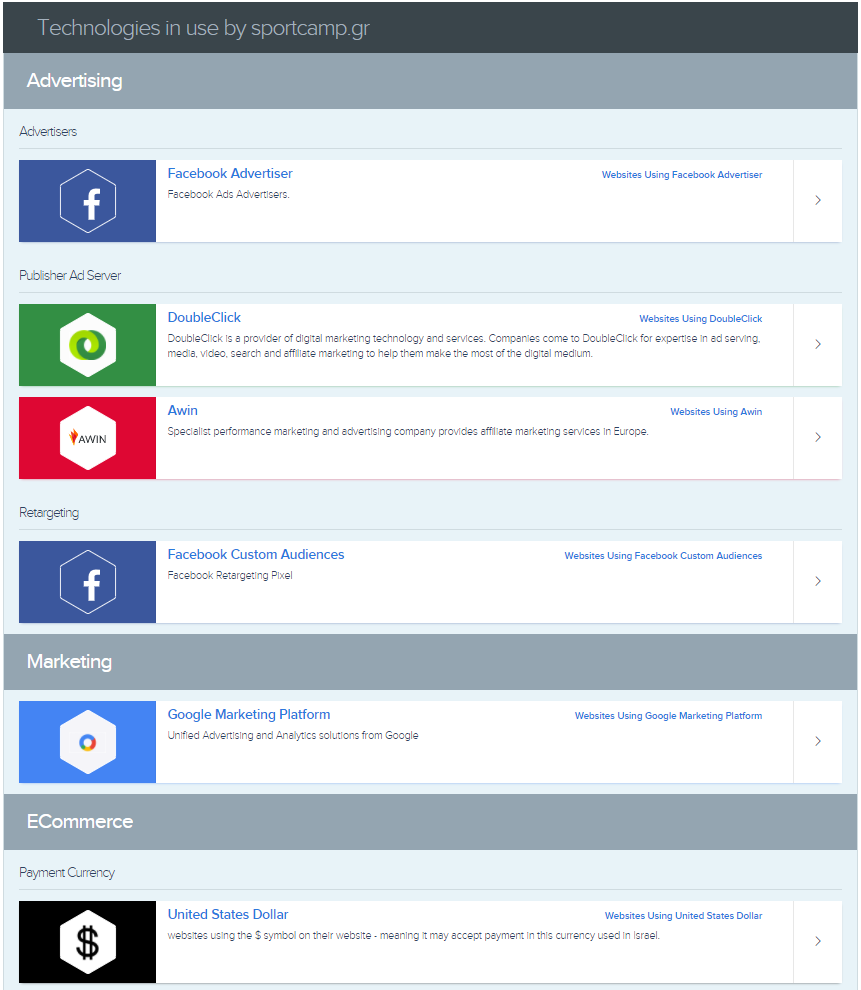 Technologies in use by sportcamp.gr
Advertising
Advertisers
Facebook Advertiser
Websites Using Facebook Advertiser
Facebook Ads Advertisers.
Publisher Ad Server
DoubleClick
Websites Using DoubleClick
DoubleClick is a provider of digital marketing technology and services. Companies come to DoubleClick for expertise in ad serving,
media, video, search and affiliate marketing to help them make the most of the digital medium.
AWIN
Awin
Websites Using Awin
Specialist performance marketing and advertising company provides affiliate marketing services in Europe.
Retargeting
Facebook Custom Audiences
Websites Using Facebook Custom Audiences
Facebook Retargeting Pixel
Marketing
Google Marketing Platform
Websites Using Google Marketing Platform
Unified Advertising and Analytics solutions from Google
ECommerce
Payment Currency
$
United States Dollar
Websites Using United States Dollar
websites using the $ symbol on their website - meaning it may accept payment in this currency used in Israel.